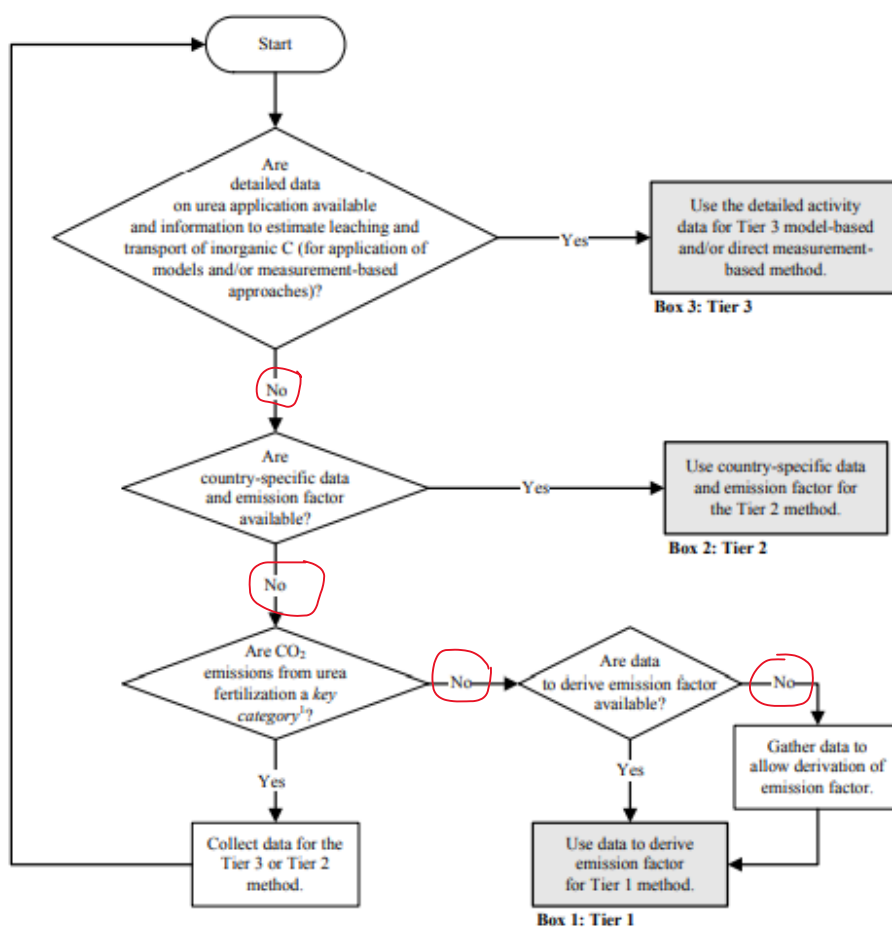 Start
Are
detailed data
on urea application available
and information to estimate leaching and
transport of inorganic C (for application of
models and/or measurement-based
approaches)?
Yes
Use the detailed activity
data for Tier 3 model-based
and/or direct measurement-
based method.
Box 3: Tier 3
No
Are
country-specific data
and emission factor
available?
Yes
Use country-specific data
and emission factor for
the Tier 2 method.
Box 2: Tier 2
No
Are CO₂
emissions from urea
fertilization a key
category¹?
No
Are data
to derive emission factor
available?
No
Gather data to
allow derivation of
emission factor.
Yes
Yes
Collect data for the
Tier 3 or Tier 2
method.
Use data to derive
emission factor
for Tier 1 method.
Box 1: Tier 1